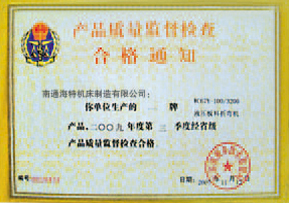 产品质量监督检查
合格通知
南通海特机床制造有限公司：
你单位生产的 牌 WC67Y-100/3200
液压板料折弯机
产品，二〇〇九年度第三季度经省级
产品质量监督检查合格。
编号: